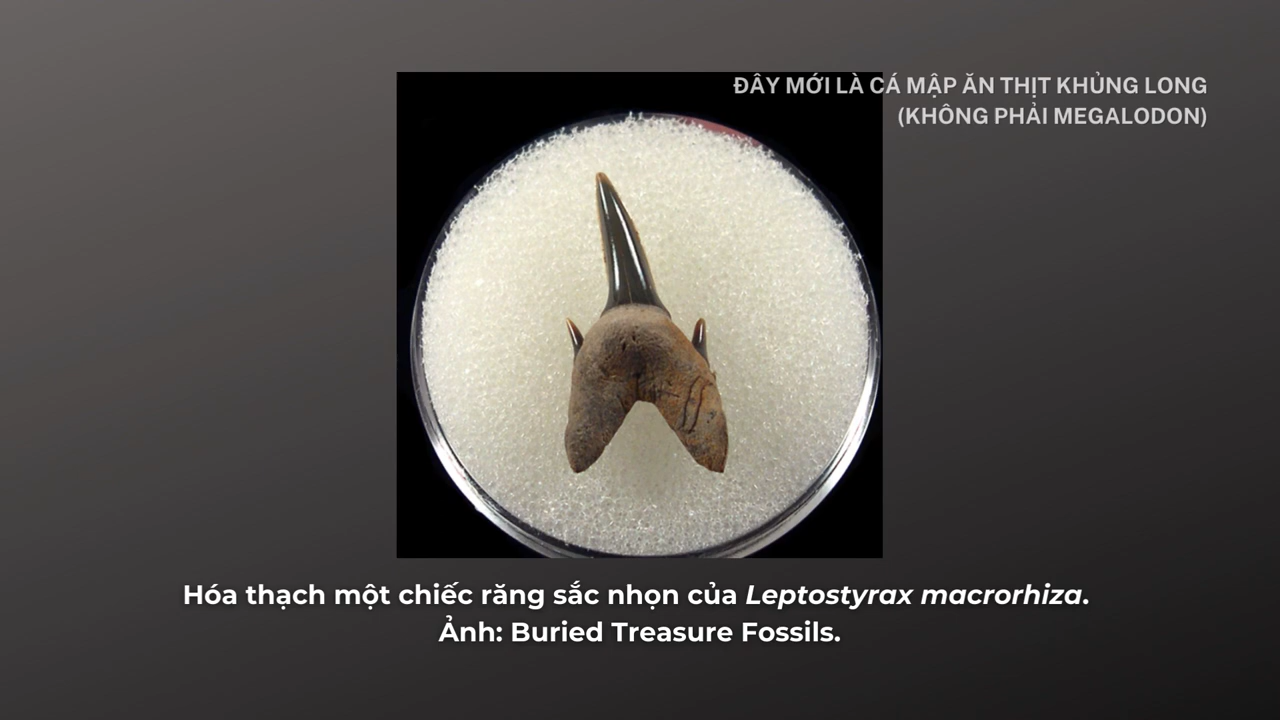 ĐÂY MỚI LÀ CÁ MẬP ĂN THỊT KHỦNG LONG
(KHÔNG PHẢI MEGALODON)
Hóa thạch một chiếc răng sắc nhọn của Leptostyrax macrorhiza.
Ảnh: Buried Treasure Fossils.